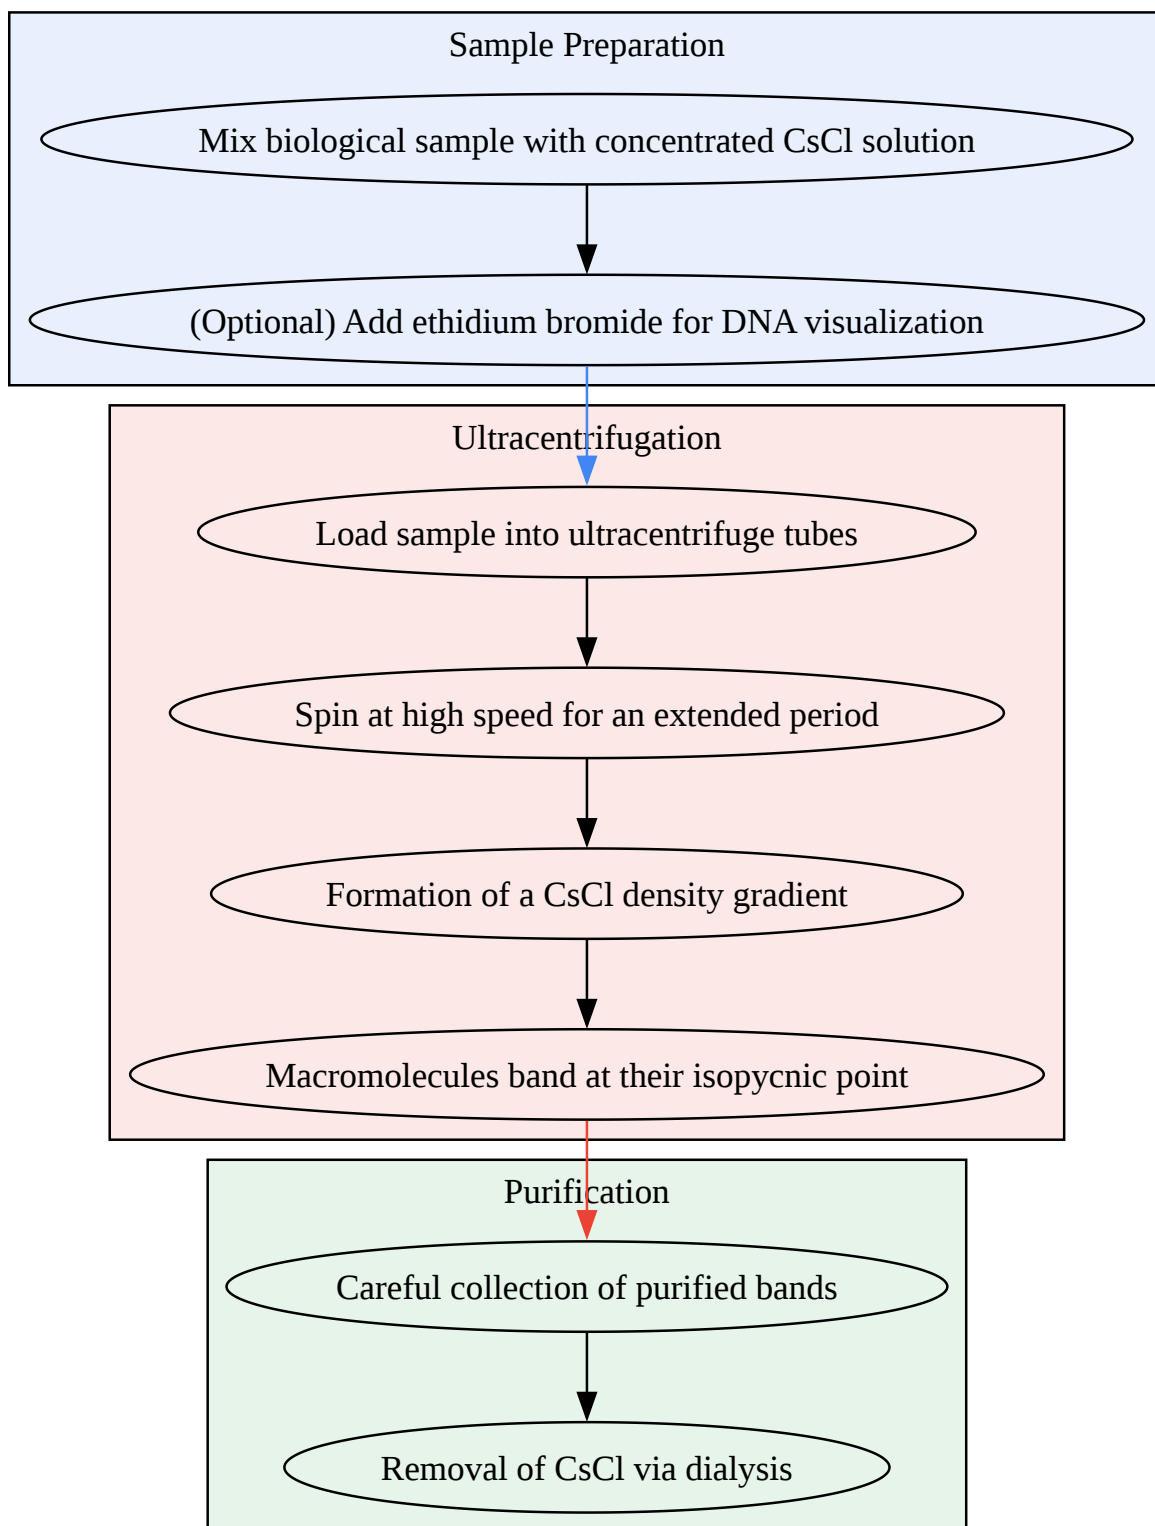 Sample Preparation
Mix biological sample with concentrated CsCl solution
(Optional) Add ethidium bromide for DNA visualization
Ultracentrifugation
Load sample into ultracentrifuge tubes
Spin at high speed for an extended period
Formation of a CsCl density gradient
Macromolecules band at their isopycnic point
Purification
Careful collection of purified bands
Removal of CsCl via dialysis